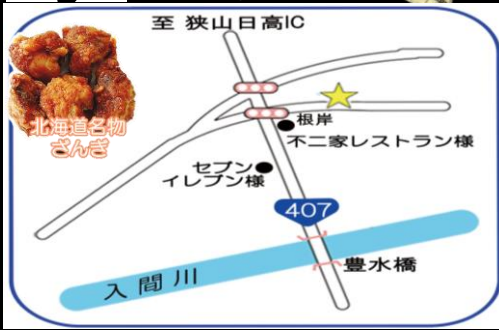 至 狭山日高IC
北海道名物
ざんぎ
根岸
不二家レストラン様
セブン
イレブン様
407
豊水橋
入間川